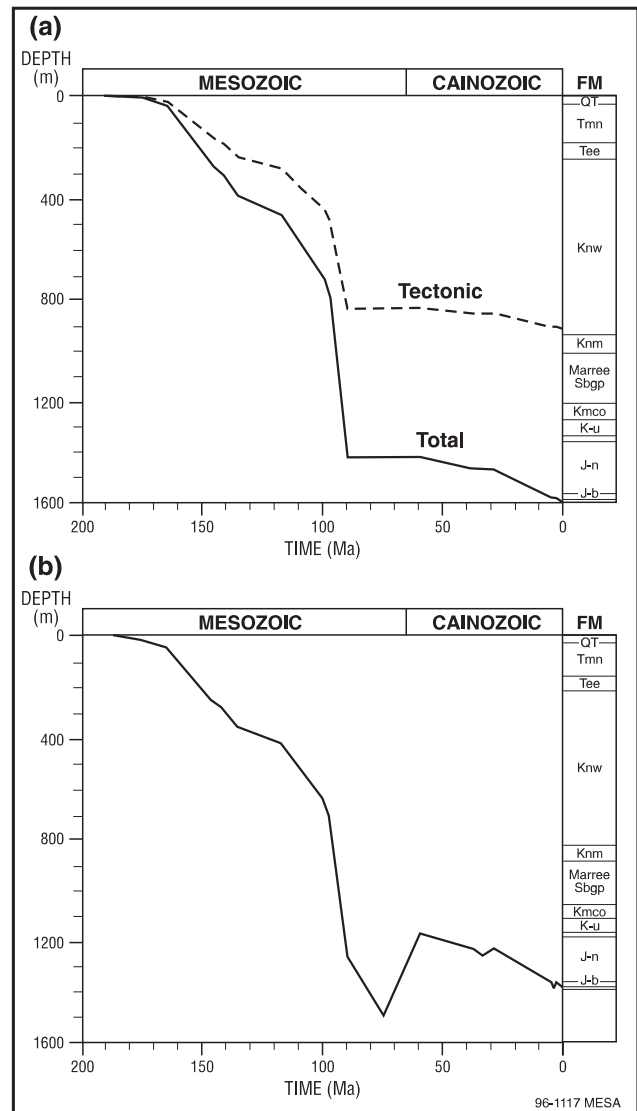 (a)
DEPTH
(m)
MESOZOIC
CAINOZOIC
FM
0
400
800
1200
1600
QT
Tmn
Tee
Knw
Knm
Marree
Sbgp
Kmco
K-u
J-n
J-b
Tectonic
Total
200
150
100
50
0
TIME (Ma)
(b)
DEPTH
(m)
MESOZOIC
CAINOZOIC
FM
0
400
800
1200
1600
QT
Tmn
Tee
Knw
Knm
Marree
Sbgp
Kmco
K-u
J-n
J-b
200
150
100
50
0
TIME (Ma)
96-1117 MESA